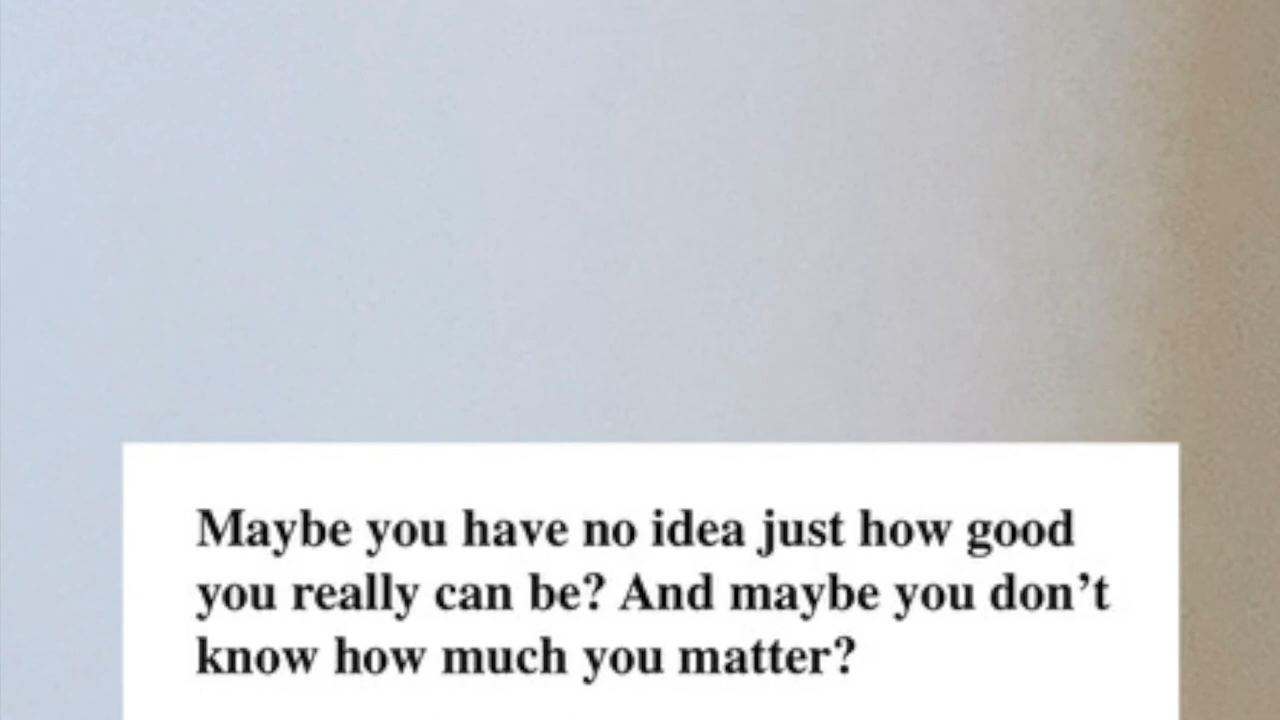 Maybe you have no idea just how good
you really can be? And maybe you don’t
know how much you matter?